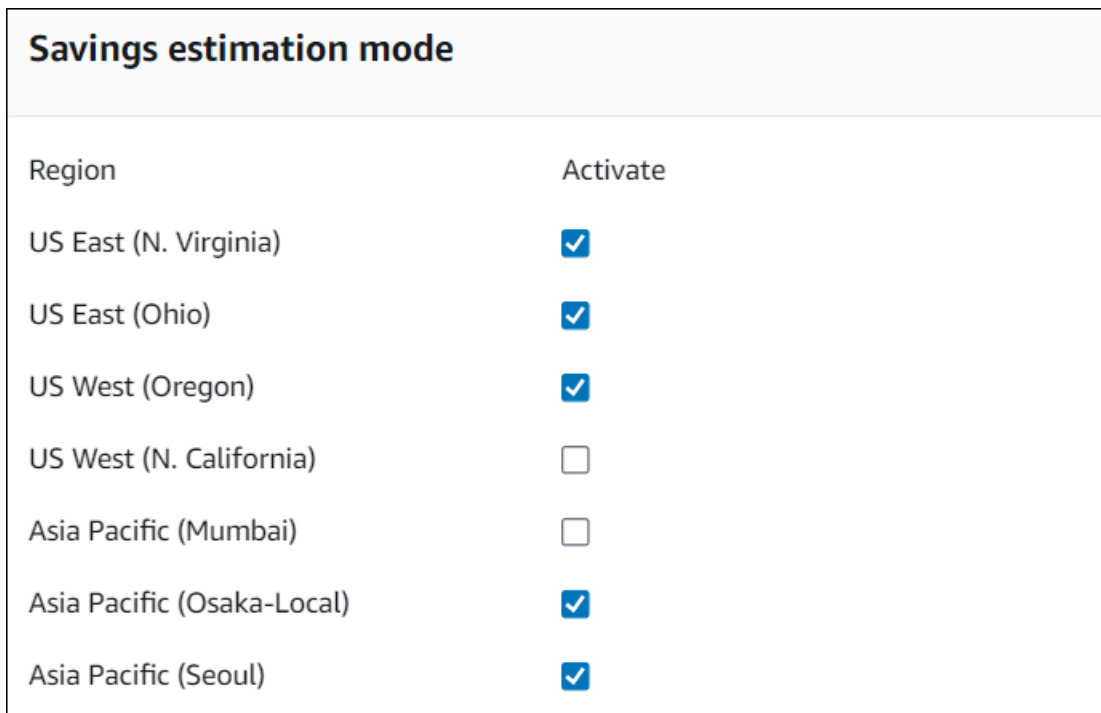 Savings estimation mode
Region Activate
US East (N. Virginia)
US East (Ohio)
US West (Oregon)
US West (N. California)
Asia Pacific (Mumbai)
Asia Pacific (Osaka-Local)
Asia Pacific (Seoul)